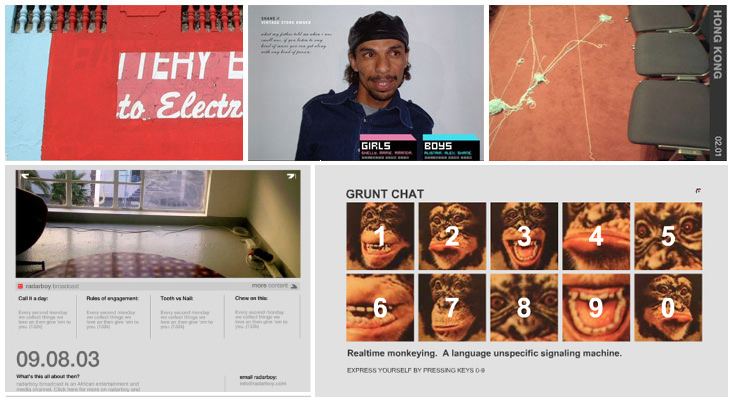 TTERY E
to Electr
SHANE //
VINTAGE STORE OWNER
what my father told me when i was
small was, if you listen to any
kind of music you can get along
with any kind of person.
GIRLS
SHELLY, MARIE, AMANDA,
BOYS
ALISTAIR, ALEX, SHANE,
HONG KONG
02.01
radarboy broadcast
more content
Call it a day:
Every second monday
we collect things we
love an then give 'em to
you. (132k)
Rules of engagement:
Every second monday
we collect things we
love an then give 'em to
you. (132k)
Tooth vs Nail:
Every second monday
we collect things we
love an then give 'em to
you. (132k)
Chew on this:
Every second monday
we collect things we
love an then give 'em to
you. (132k)
09.08.03
What's this all about then?
radarboy broadcast is an African entertainment and
media channel. Click here for more on radarboy and
email radarboy:
info@radarboy.com
GRUNT CHAT
1
2
3
4
5
6
7
8
9
0
Realtime monkeying. A language unspecific signaling machine.
EXPRESS YOURSELF BY PRESSING KEYS 0-9